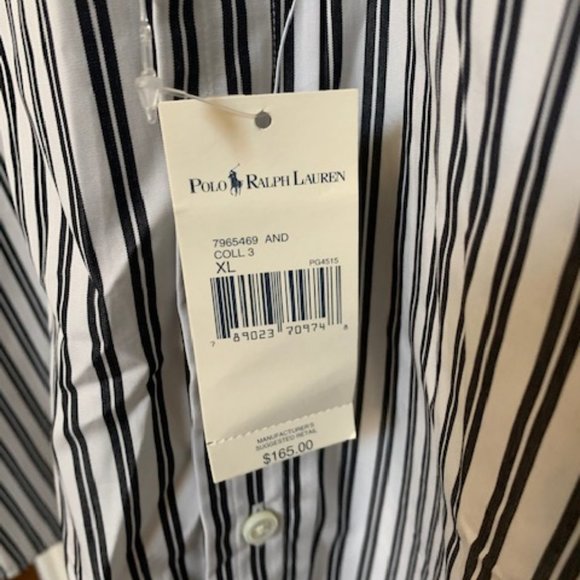 POLO RALPH LAUREN
7965469 AND
COLL 3
XL PG4515
7 89023 70974 8
MANUFACTURER'S
SUGGESTED RETAIL
$165.00